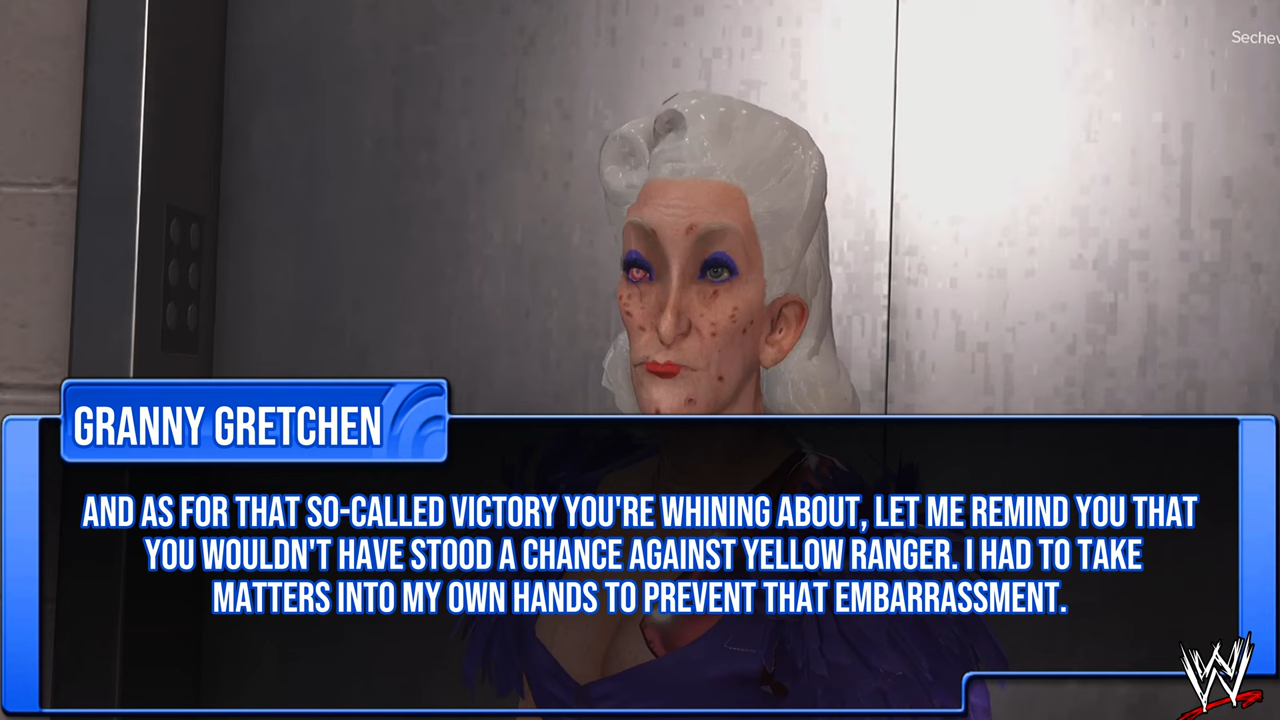 Sechev
GRANNY GRETCHEN
AND AS FOR THAT SO-CALLED VICTORY YOU'RE WHINING ABOUT, LET ME REMIND YOU THAT
YOU WOULDN'T HAVE STOOD A CHANCE AGAINST YELLOW RANGER. I HAD TO TAKE
MATTERS INTO MY OWN HANDS TO PREVENT THAT EMBARRASSMENT.
W